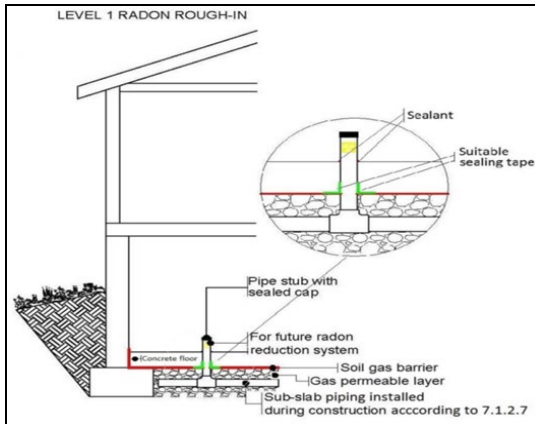 LEVEL 1 RADON ROUGH-IN
Sealant
Suitable
sealing tape
Pipe stub with
sealed cap
For future radon
reduction system
Concrete floor
Soil gas barrier
Gas permeable layer
Sub-slab piping installed
during construction acccording to 7.1.2.7